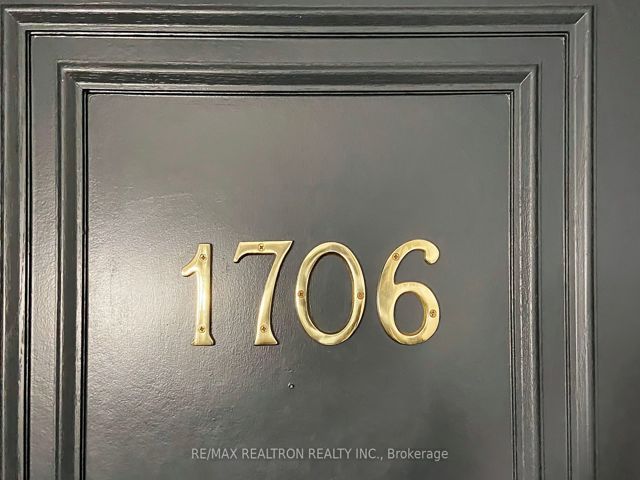 1706
RE/MAX REALTRON REALTY INC., Brokerage